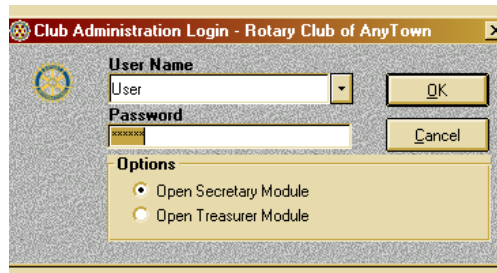 Club Administration Login - Rotary Club of AnyTown
User Name
User
OK
Password
xxxxxx
Cancel
Options
Open Secretary Module
Open Treasurer Module